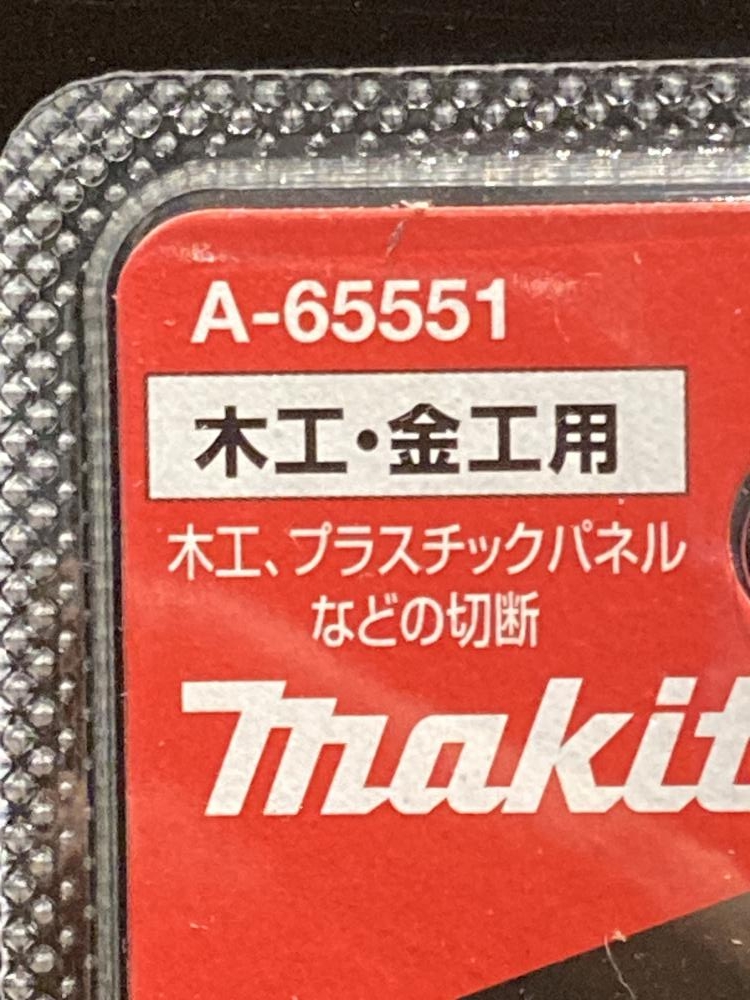 A-65551
木工・金工用
木工、プラスチックパネル
などの切断
makit